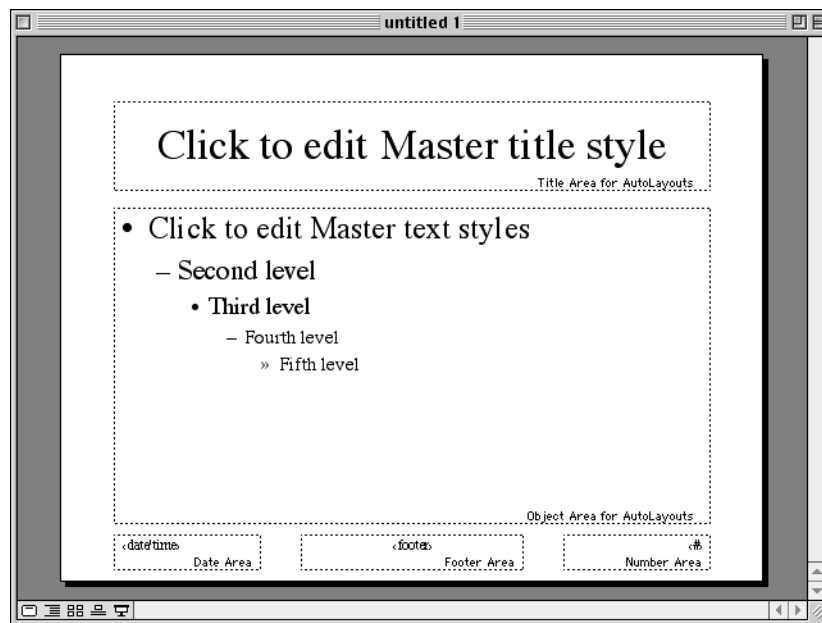 untitled 1
Click to edit Master title style
Title Area for AutoLayouts
• Click to edit Master text styles
– Second level
• Third level
– Fourth level
» Fifth level
Object Area for AutoLayouts
‹date/time› ‹footer› ‹#›
Date Area Footer Area Number Area